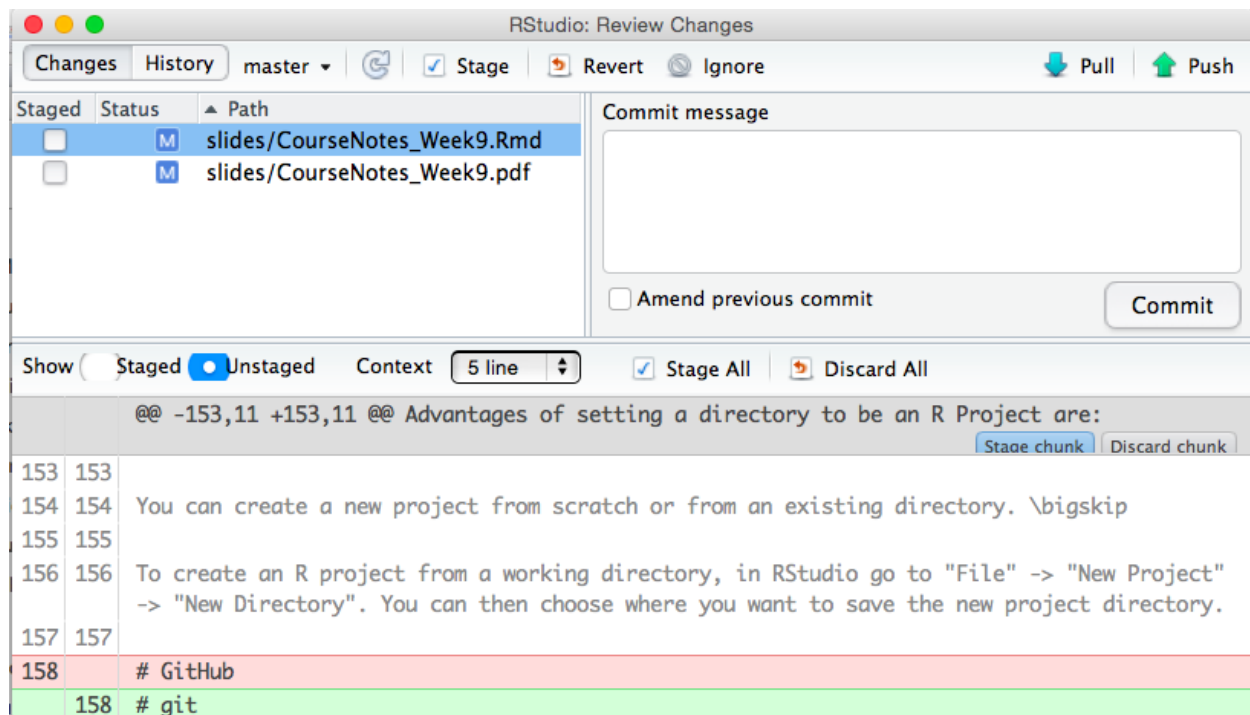 RStudio: Review Changes
Changes History master Stage Revert Ignore Pull Push
Staged Status Path
M slides/CourseNotes_Week9.Rmd
M slides/CourseNotes_Week9.pdf
Commit message
Amend previous commit
Commit
Show Staged Unstaged Context 5 line Stage All Discard All
@@ -153,11 +153,11 @@ Advantages of setting a directory to be an R Project are:
Stage chunk Discard chunk
153 153
154 154 You can create a new project from scratch or from an existing directory. \bigskip
155 155
156 156 To create an R project from a working directory, in RStudio go to "File" -> "New Project"
-> "New Directory". You can then choose where you want to save the new project directory.
157 157
158 # GitHub
158 # git